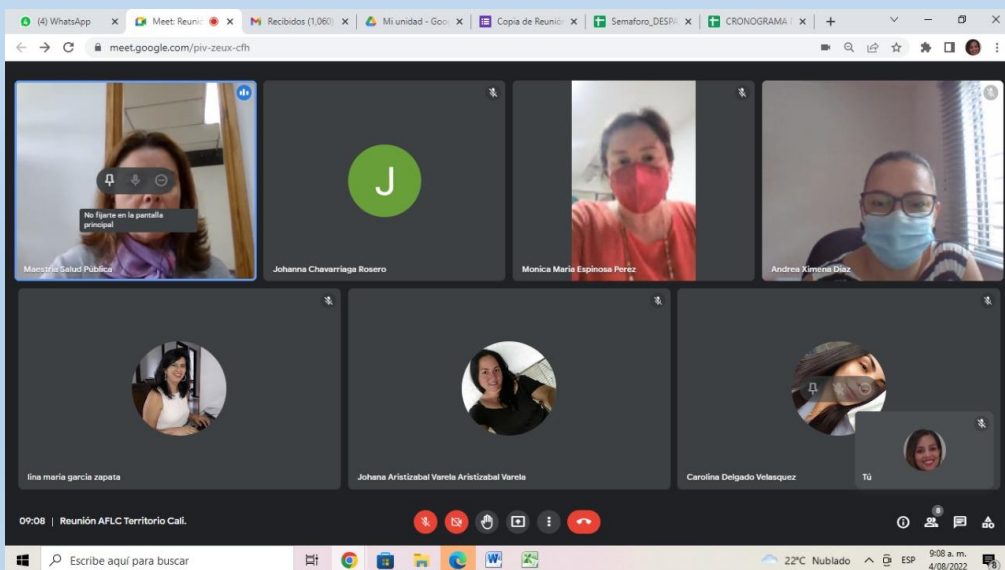 (4) WhatsApp
Meet: Reunió
Recibidos (1,060)
Mi unidad - Goo
Copia de Reunión
Semaforo_DESPA
CRONOGRAMA
meet.google.com/piv-zeux-cfh
No fijarte en la pantalla
principal
Maestría Salud Pública
J
Johanna Chavarriaga Rosero
Monica Maria Espinosa Perez
Andrea Ximena Diaz
lina maria garcia zapata
Johana Aristizabal Varela Aristizabal Varela
Carolina Delgado Velasquez
Tú
09:08 | Reunión AFLC Territorio Cali.
8
Escribe aquí para buscar
22°C Nublado
ESP
9:08 a. m.
4/08/2022